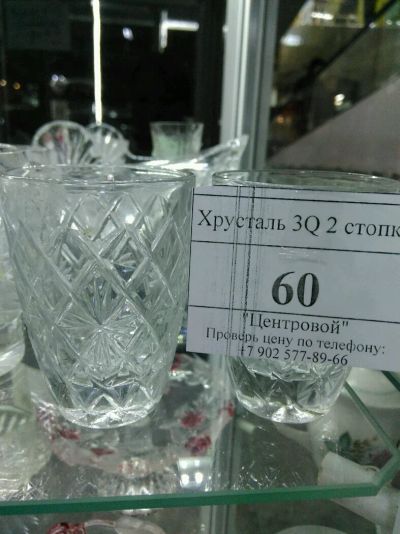 Хрусталь 3Q 2 стопк
60
"Центровой"
Проверь цену по телефону:
+7 902 577-89-66